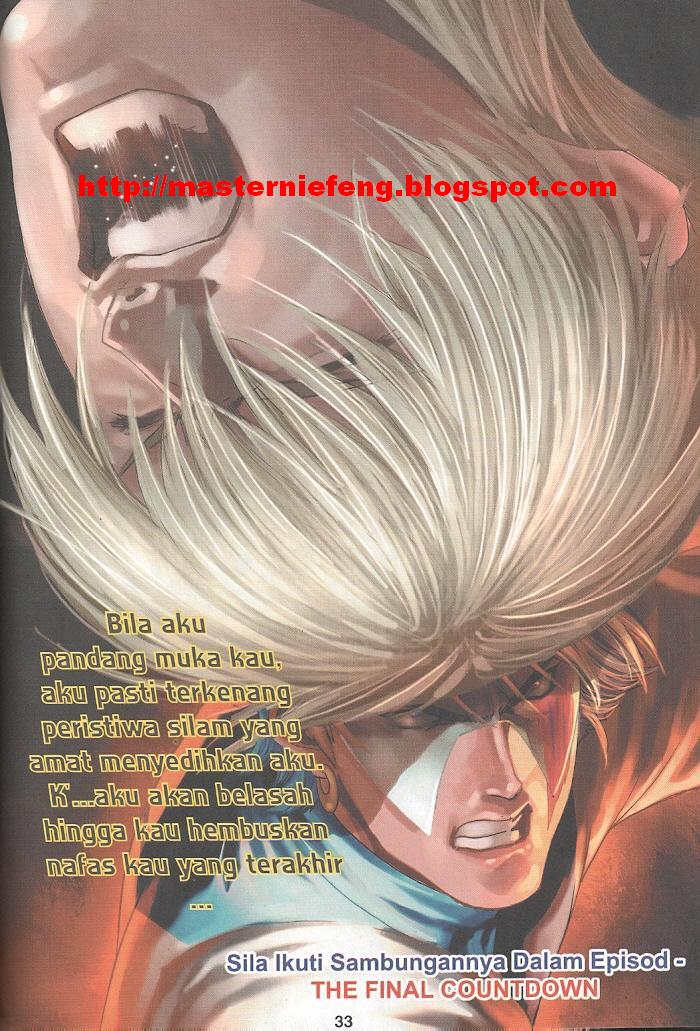 http://masterniefeng.blogspot.com
Bila aku
pandang muka kau,
aku pasti terkenang
peristiwa silam yang
amat menyedihkan aku.
K'...aku akan belasah
hingga kau hembuskan
nafas kau yang terakhir
...
Sila Ikuti Sambungannya Dalam Episod -
THE FINAL COUNTDOWN
33